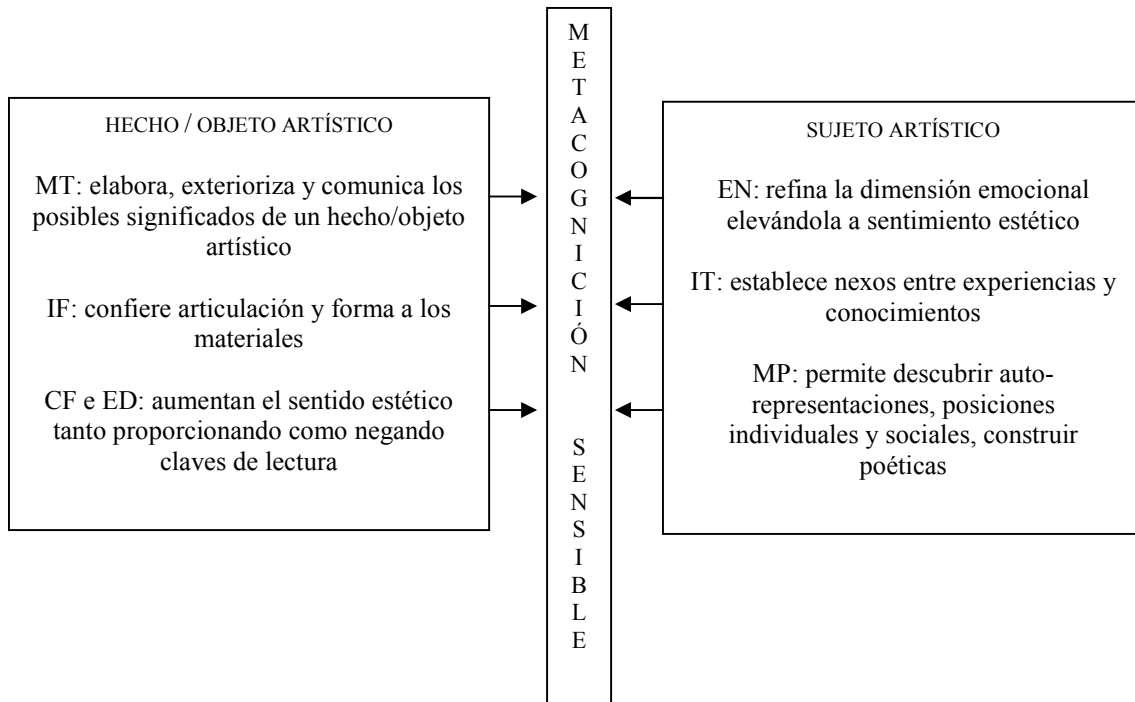 HECHO / OBJETO ARTÍSTICO
MT: elabora, exterioriza y comunica los
posibles significados de un hecho/objeto
artístico
IF: confiere articulación y forma a los
materiales
CF e ED: aumentan el sentido estético
tanto proporcionando como negando
claves de lectura
METACOGNICIÓN SENSIBLE
SUJETO ARTÍSTICO
EN: refina la dimensión emocional
elevándola a sentimiento estético
IT: establece nexos entre experiencias y
conocimientos
MP: permite descubrir auto-
representaciones, posiciones
individuales y sociales, construir
poéticas